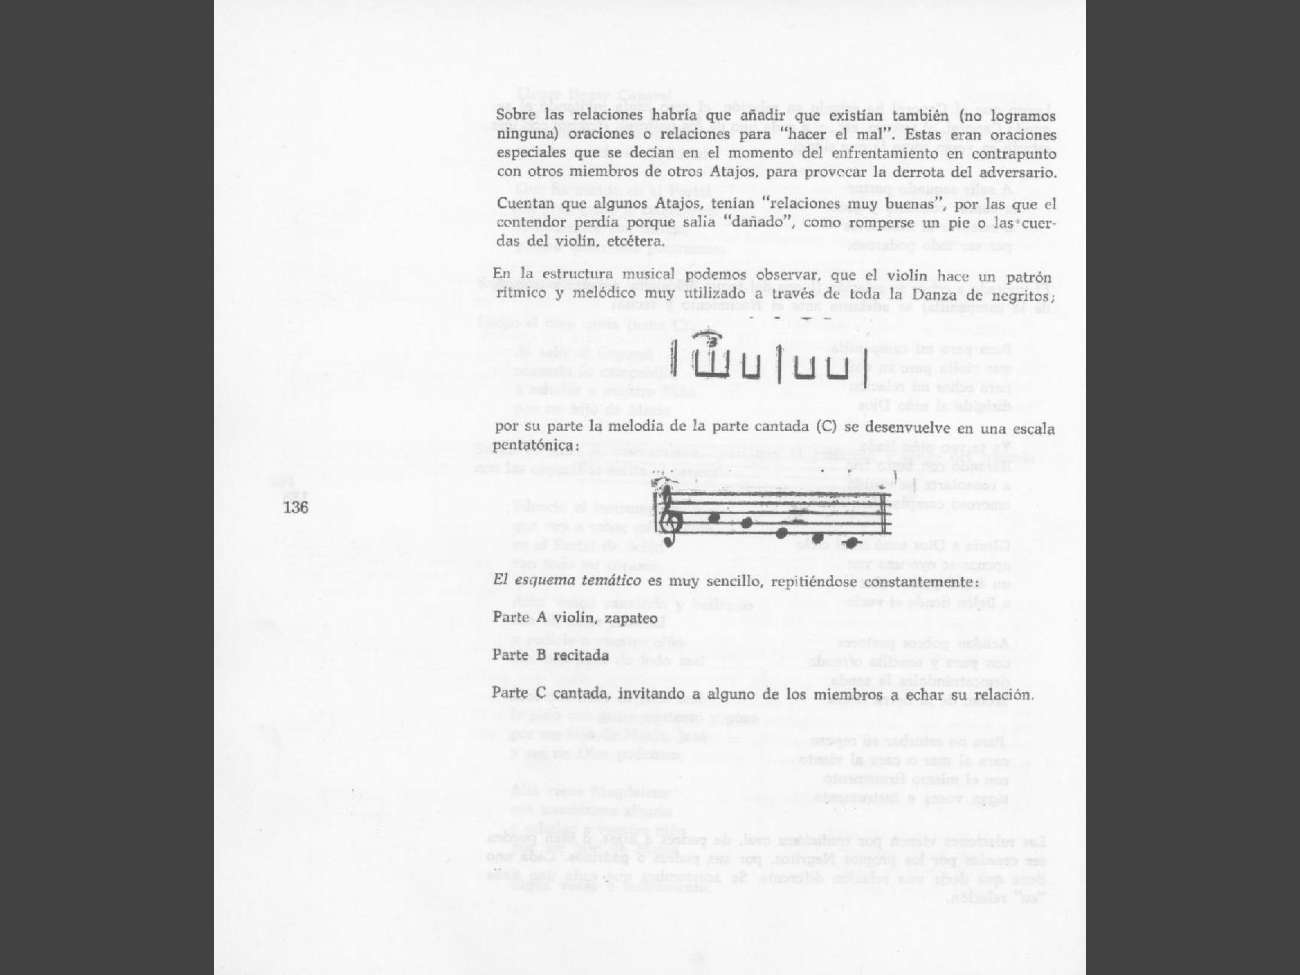 Sobre las relaciones habría que añadir que existían también (no logramos
ninguna) oraciones o relaciones para "hacer el mal". Estas eran oraciones
especiales que se decían en el momento del enfrentamiento en contrapunto
con otros miembros de otros Atajos, para provocar la derrota del adversario.
Cuentan que algunos Atajos, tenían "relaciones muy buenas", por las que el
contendor perdía porque salía "dañado", como romperse un pie o las cuer-
das del violín, etcétera.
En la estructura musical podemos observar, que el violín hace un patrón
rítmico y melódico muy utilizado a través de toda la Danza de negritos;
3
por su parte la melodía de la parte cantada (C) se desenvuelve en una escala
pentatónica:
136
El esquema temático es muy sencillo, repitiéndose constantemente:
Parte A violín, zapateo
Parte B recitada
Parte C cantada, invitando a alguno de los miembros a echar su relación.